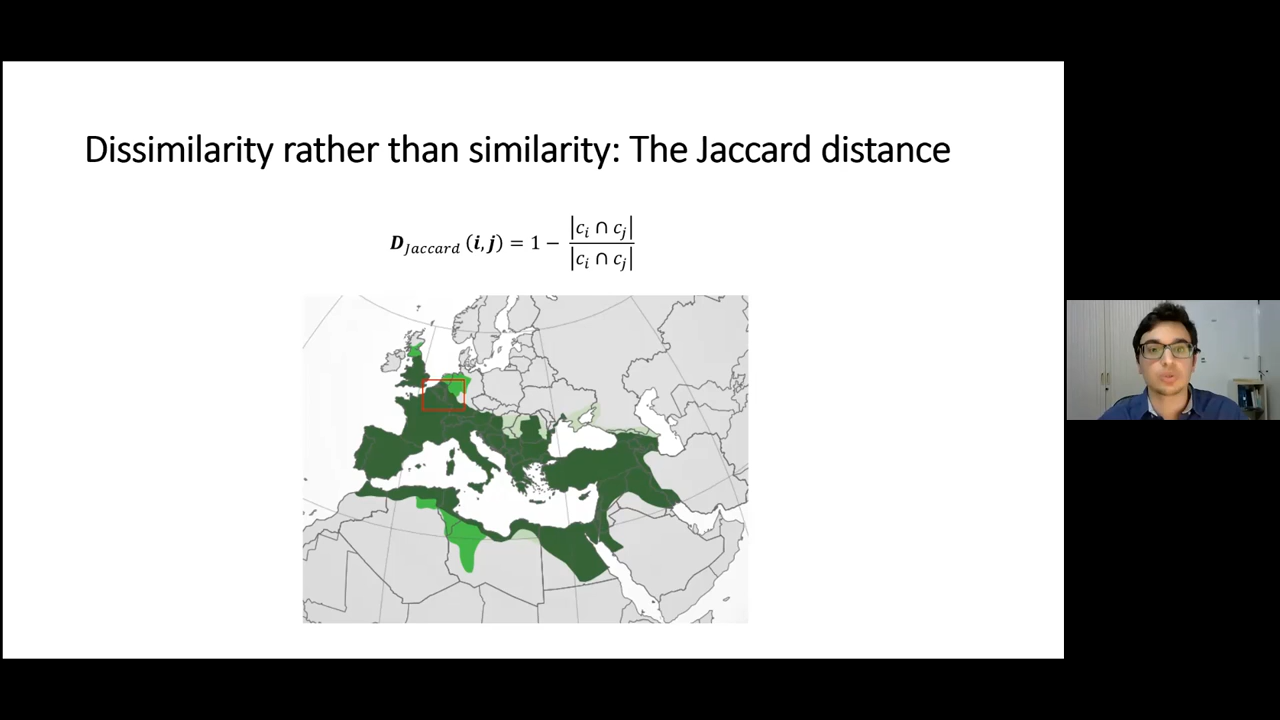 Dissimilarity rather than similarity: The Jaccard distance
D_Jaccard (i, j) = 1 − |c_i ∩ c_j| / |c_i ∩ c_j|